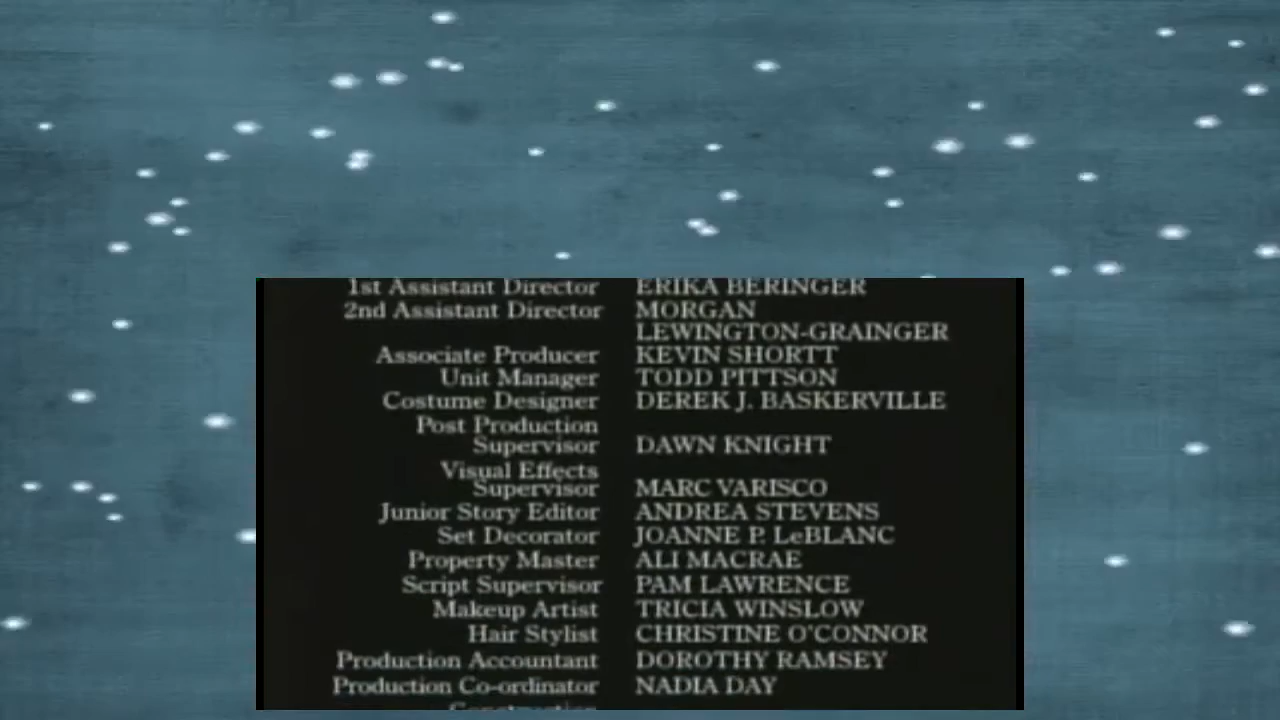 1st Assistant Director ERIKA BERINGER
2nd Assistant Director MORGAN
LEWINGTON-GRAINGER
Associate Producer KEVIN SHORTT
Unit Manager TODD PITTSON
Costume Designer DEREK J. BASKERVILLE
Post Production
Supervisor DAWN KNIGHT
Visual Effects
Supervisor MARC VARISCO
Junior Story Editor ANDREA STEVENS
Set Decorator JOANNE P. LeBLANC
Property Master ALI MACRAE
Script Supervisor PAM LAWRENCE
Makeup Artist TRICIA WINSLOW
Hair Stylist CHRISTINE O'CONNOR
Production Accountant DOROTHY RAMSEY
Production Co-ordinator NADIA DAY